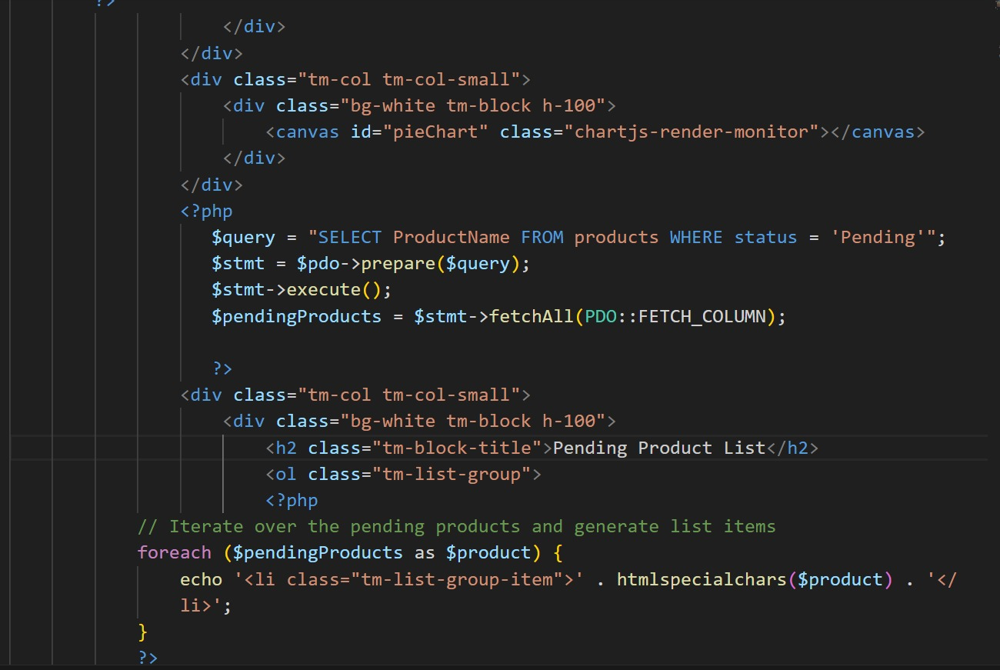 ?>
</div>
</div>
<div class="tm-col tm-col-small">
<div class="bg-white tm-block h-100">
<canvas id="pieChart" class="chartjs-render-monitor"></canvas>
</div>
</div>
<?php
$query = "SELECT ProductName FROM products WHERE status = 'Pending'";
$stmt = $pdo->prepare($query);
$stmt->execute();
$pendingProducts = $stmt->fetchAll(PDO::FETCH_COLUMN);
?>
<div class="tm-col tm-col-small">
<div class="bg-white tm-block h-100">
<h2 class="tm-block-title">Pending Product List</h2>
<ol class="tm-list-group">
<?php
// Iterate over the pending products and generate list items
foreach ($pendingProducts as $product) {
echo '<li class="tm-list-group-item">' . htmlspecialchars($product) . '</
li>';
}
?>